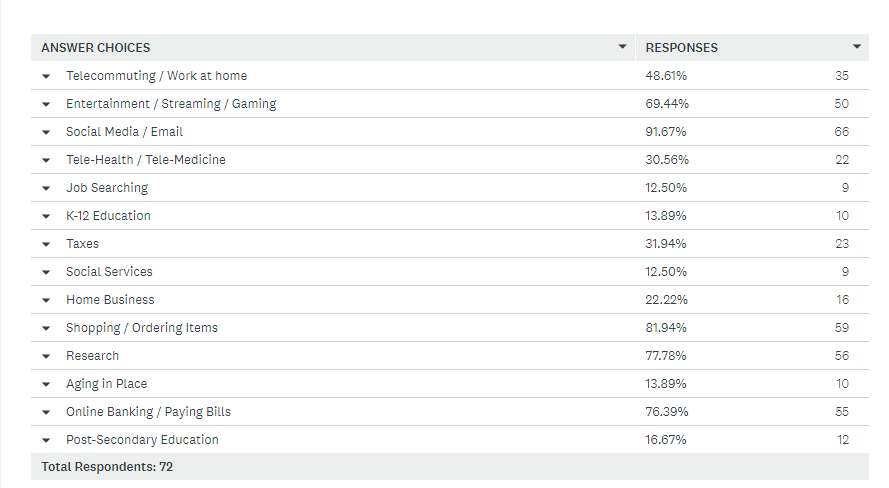 ANSWER CHOICES RESPONSES
Telecommuting / Work at home 48.61% 35
Entertainment / Streaming / Gaming 69.44% 50
Social Media / Email 91.67% 66
Tele-Health / Tele-Medicine 30.56% 22
Job Searching 12.50% 9
K-12 Education 13.89% 10
Taxes 31.94% 23
Social Services 12.50% 9
Home Business 22.22% 16
Shopping / Ordering Items 81.94% 59
Research 77.78% 56
Aging in Place 13.89% 10
Online Banking / Paying Bills 76.39% 55
Post-Secondary Education 16.67% 12
Total Respondents: 72